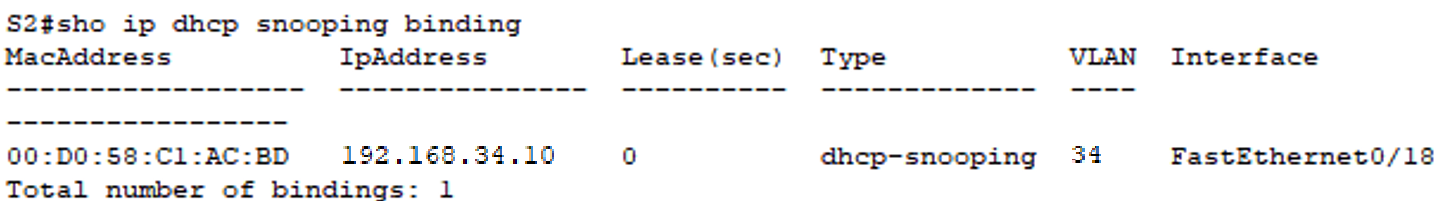 S2#sho ip dhcp snooping binding
MacAddress IpAddress Lease(sec) Type VLAN Interface
------------------ --------------- ---------- ------------- ----
-----------------
00:D0:58:C1:AC:BD 192.168.34.10 0 dhcp-snooping 34 FastEthernet0/18
Total number of bindings: 1